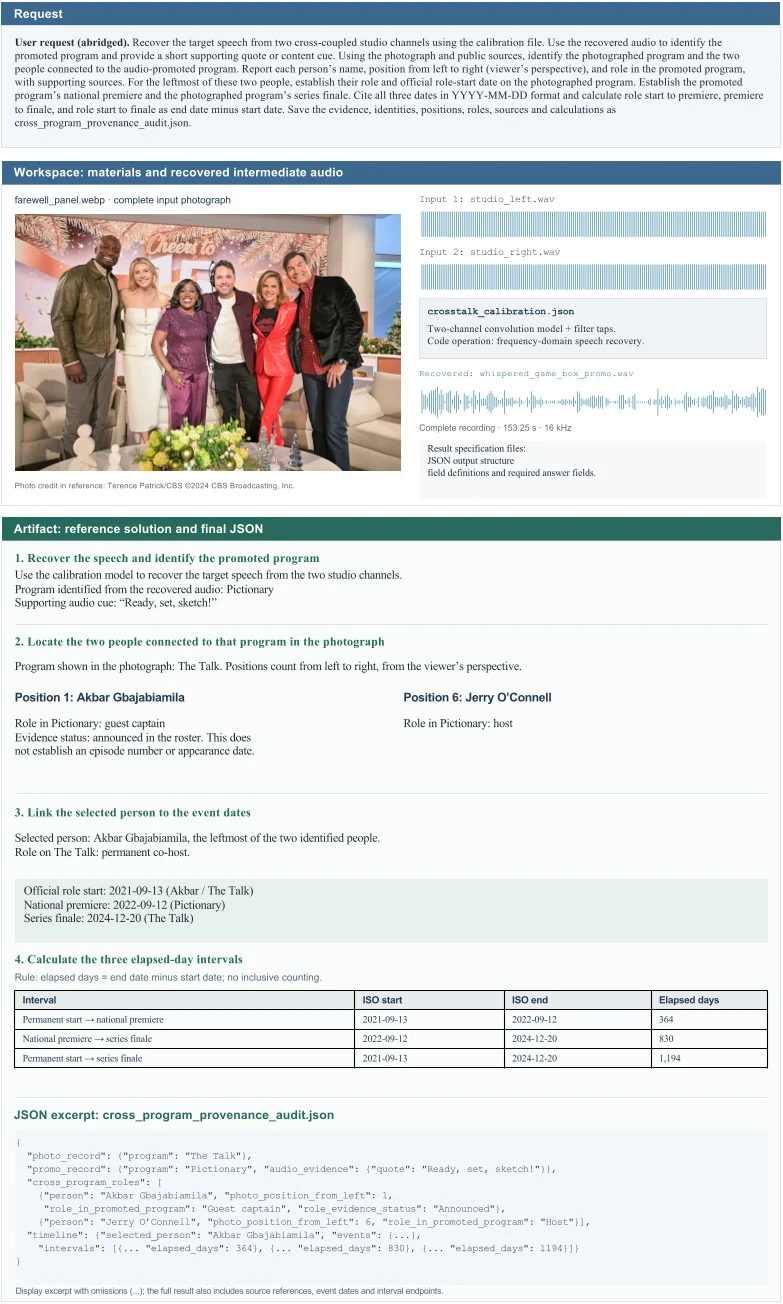 Request
User request (abridged). Recover the target speech from two cross-coupled studio channels using the calibration file. Use the recovered audio to identify the
promoted program and provide a short supporting quote or content cue. Using the photograph and public sources, identify the photographed program and the two
people connected to the audio-promoted program. Report each person's name, position from left to right (viewer's perspective), and role in the promoted program,
with supporting sources. For the leftmost of these two people, establish their role and official role-start date on the photographed program. Establish the promoted
program's national premiere and the photographed program's series finale. Cite all three dates in YYYY-MM-DD format and calculate role start to premiere, premiere
to finale, and role start to finale as end date minus start date. Save the evidence, identities, positions, roles, sources and calculations as
cross_program_provenance_audit.json.
Workspace: materials and recovered intermediate audio
farewell_panel.webp · complete input photograph
Cheers to
15
Photo credit in reference: Terence Patrick/CBS ©2024 CBS Broadcasting, Inc.
Input 1: studio_left.wav
Input 2: studio_right.wav
crosstalk_calibration.json
Two-channel convolution model + filter taps.
Code operation: frequency-domain speech recovery.
Recovered: whispered_game_box_promo.wav
Complete recording · 153.25 s · 16 kHz
Result specification files:
JSON output structure
field definitions and required answer fields.
Artifact: reference solution and final JSON
1. Recover the speech and identify the promoted program
Use the calibration model to recover the target speech from the two studio channels.
Program identified from the recovered audio: Pictionary
Supporting audio cue: “Ready, set, sketch!”
2. Locate the two people connected to that program in the photograph
Program shown in the photograph: The Talk. Positions count from left to right, from the viewer's perspective.
Position 1: Akbar Gbajabiamila
Role in Pictionary: guest captain
Evidence status: announced in the roster. This does
not establish an episode number or appearance date.
Position 6: Jerry O'Connell
Role in Pictionary: host
3. Link the selected person to the event dates
Selected person: Akbar Gbajabiamila, the leftmost of the two identified people.
Role on The Talk: permanent co-host.
Official role start: 2021-09-13 (Akbar / The Talk)
National premiere: 2022-09-12 (Pictionary)
Series finale: 2024-12-20 (The Talk)
4. Calculate the three elapsed-day intervals
Rule: elapsed days = end date minus start date; no inclusive counting.
Interval ISO start ISO end Elapsed days
Permanent start → national premiere 2021-09-13 2022-09-12 364
National premiere → series finale 2022-09-12 2024-12-20 830
Permanent start → series finale 2021-09-13 2024-12-20 1,194
JSON excerpt: cross_program_provenance_audit.json
{
"photo_record": {"program": "The Talk"},
"promo_record": {"program": "Pictionary", "audio_evidence": {"quote": "Ready, set, sketch!"}},
"cross_program_roles": [
{"person": "Akbar Gbajabiamila", "photo_position_from_left": 1,
"role_in_promoted_program": "Guest captain", "role_evidence_status": "Announced"},
{"person": "Jerry O’Connell", "photo_position_from_left": 6, "role_in_promoted_program": "Host"}],
"timeline": {"selected_person": "Akbar Gbajabiamila", "events": {...},
"intervals": [{... "elapsed_days": 364}, {... "elapsed_days": 830}, {... "elapsed_days": 1194}]}
}
Display excerpt with omissions (...); the full result also includes source references, event dates and interval endpoints.